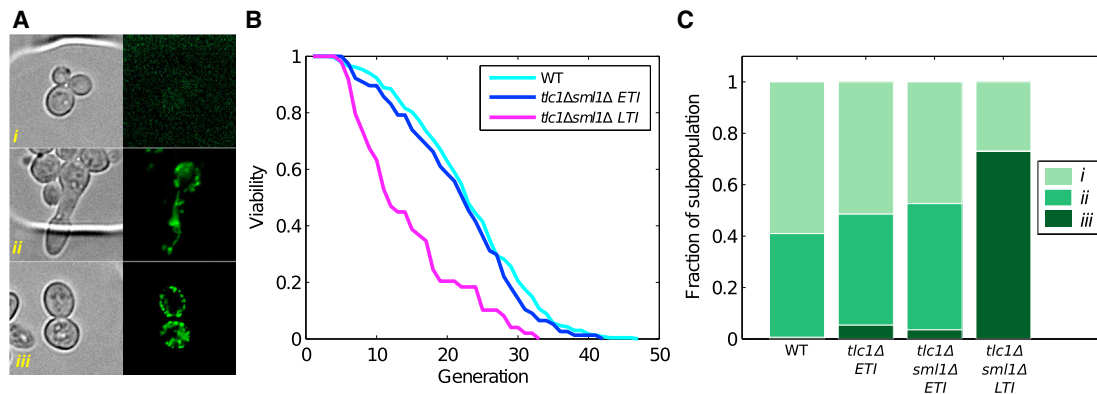 A
i
ii
iii
B
1
0.8
0.6
0.4
0.2
0
0
10
20
30
40
50
Viability
Generation
WT
tlc1Δsml1Δ ETI
tlc1Δsml1Δ LTI
C
1
0.8
0.6
0.4
0.2
0
Fraction of subpopulation
i
ii
iii
WT
tlc1Δ
ETI
tlc1Δ
sml1Δ
ETI
tlc1Δ
sml1Δ
LTI